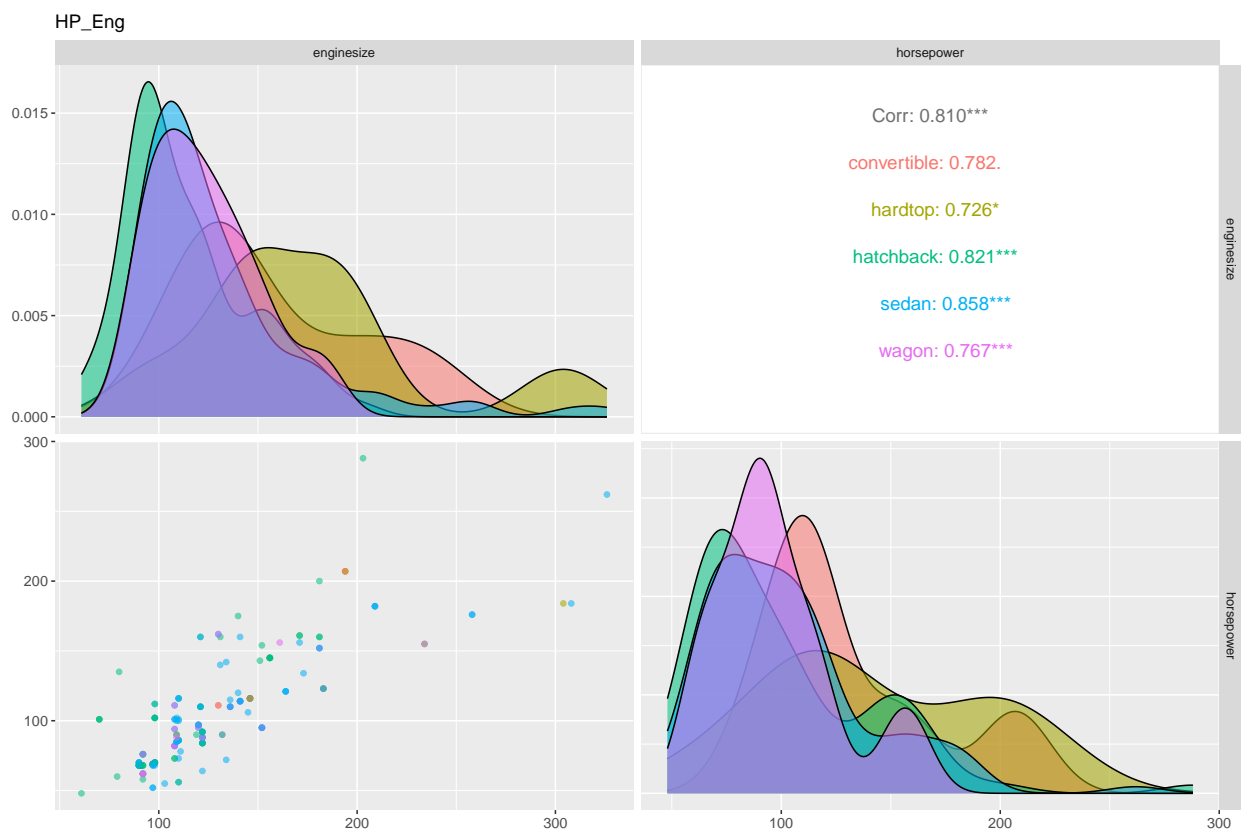 HP_Eng
enginesize
horsepower
0.015
0.010
0.005
0.000
Corr: 0.810***
convertible: 0.782.
hardtop: 0.726*
hatchback: 0.821***
sedan: 0.858***
wagon: 0.767***
enginesize
300
200
100
horsepower
100
200
300
100
200
300